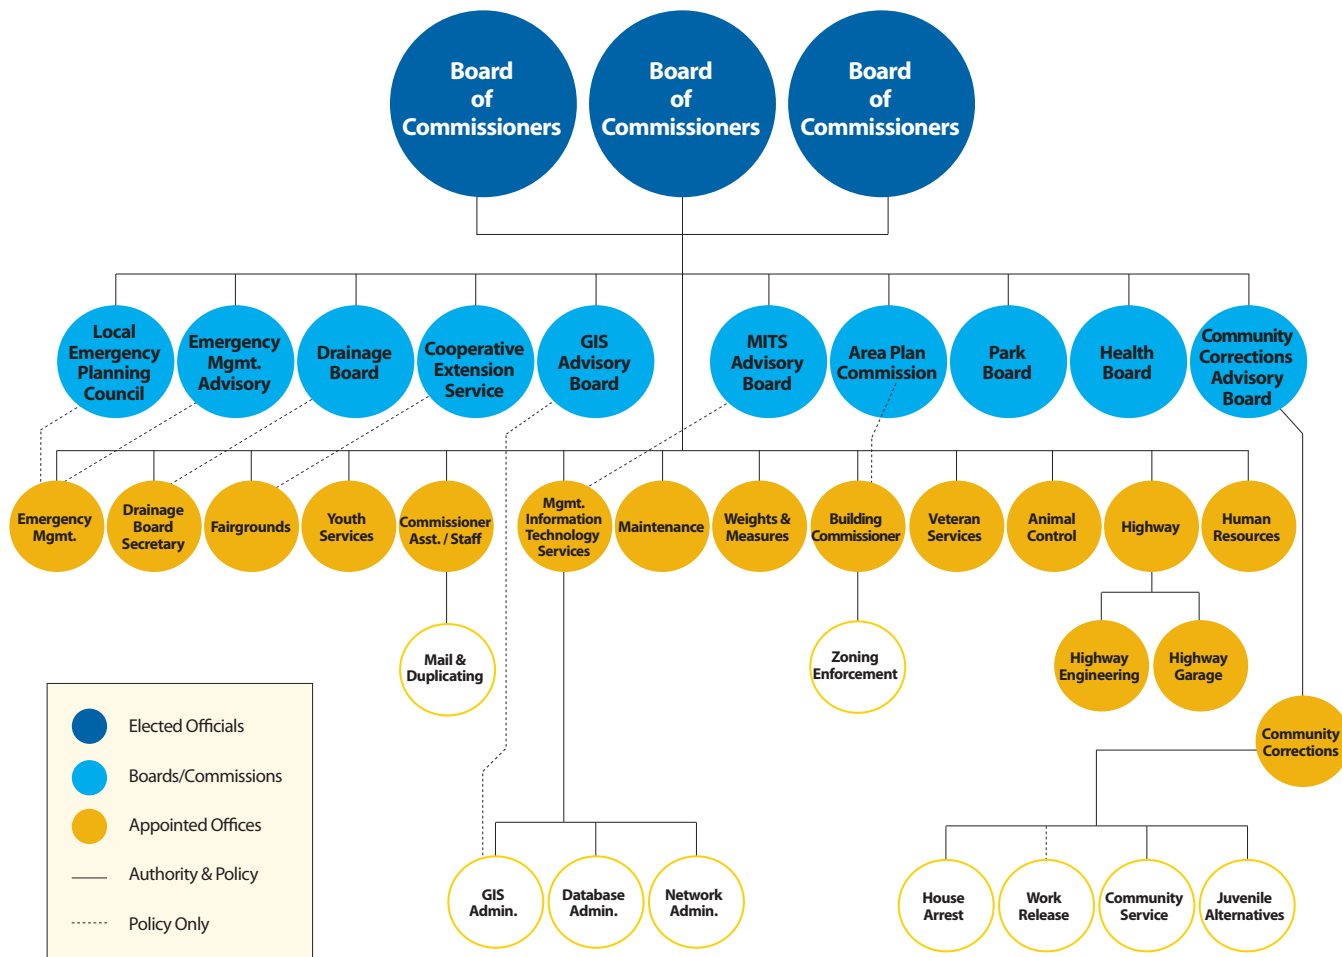 Board
of
Commissioners
Board
of
Commissioners
Board
of
Commissioners
Local
Emergency
Planning
Council
Emergency
Mgmt.
Advisory
Drainage
Board
Cooperative
Extension
Service
GIS
Advisory
Board
MITS
Advisory
Board
Area Plan
Commission
Park
Board
Health
Board
Community
Corrections
Advisory
Board
Emergency
Mgmt.
Drainage
Board
Secretary
Fairgrounds
Youth
Services
Commissioner
Asst. / Staff
Mgmt.
Information
Technology
Services
Maintenance
Weights &
Measures
Building
Commissioner
Veteran
Services
Animal
Control
Highway
Human
Resources
Mail &
Duplicating
Zoning
Enforcement
Highway
Engineering
Highway
Garage
Community
Corrections
Elected Officials
Boards/Commissions
Appointed Offices
Authority & Policy
Policy Only
GIS
Admin.
Database
Admin.
Network
Admin.
House
Arrest
Work
Release
Community
Service
Juvenile
Alternatives